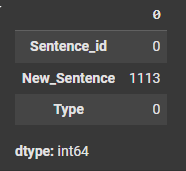 0
Sentence_id 0
New_Sentence 1113
Type 0
dtype: int64